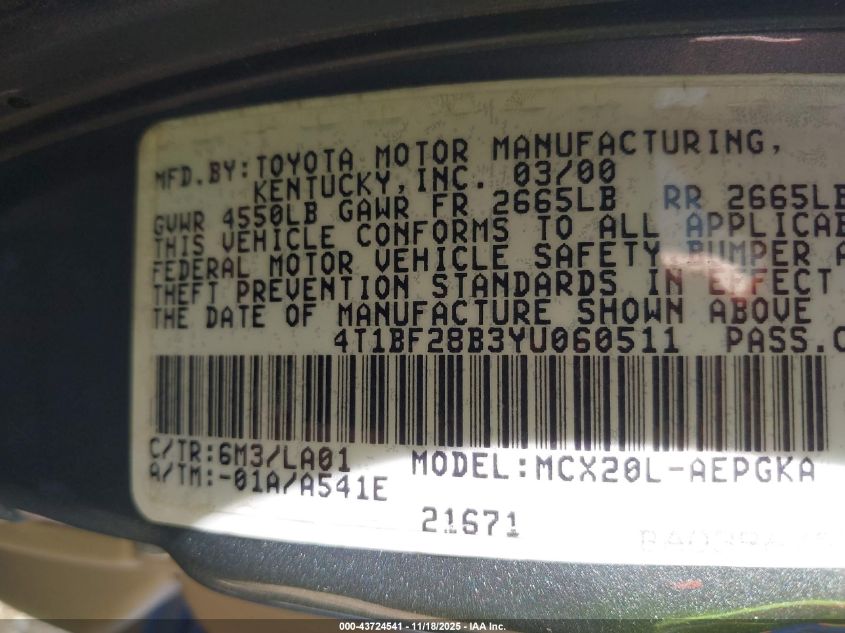 MFD.BY:TOYOTA MOTOR MANUFACTURING,
KENTUCKY,INC. 03/00
GVWR 4550LB GAWR FR 2665LB RR 2665LB
THIS VEHICLE CONFORMS TO ALL APPLICAB
FEDERAL MOTOR VEHICLE SAFETY BUMPER A
THEFT PREVENTION STANDARDS IN EFFECT
THE DATE OF MANUFACTURE SHOWN ABOVE
4T1BF28B3YU060511 PASS.C
C/TR:6M3/LA01
A/TM:-01A/A541E
MODEL:MCX20L-AEPGKA
21671
000-43724541 - 11/18/2025 - IAA Inc.